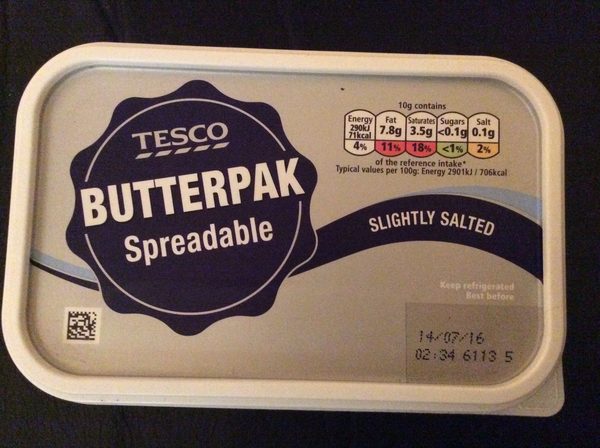 TESCO
BUTTERPAK
Spreadable
10g contains
Energy Fat Saturates Sugars Salt
290kJ
71kcal 7.8g 3.5g <0.1g 0.1g
4% 11% 18% <1% 2%
of the reference intake*
Typical values per 100g: Energy 2901kJ / 706kcal
SLIGHTLY SALTED
Keep refrigerated
Best before
14/07/16
02:34 6113 5